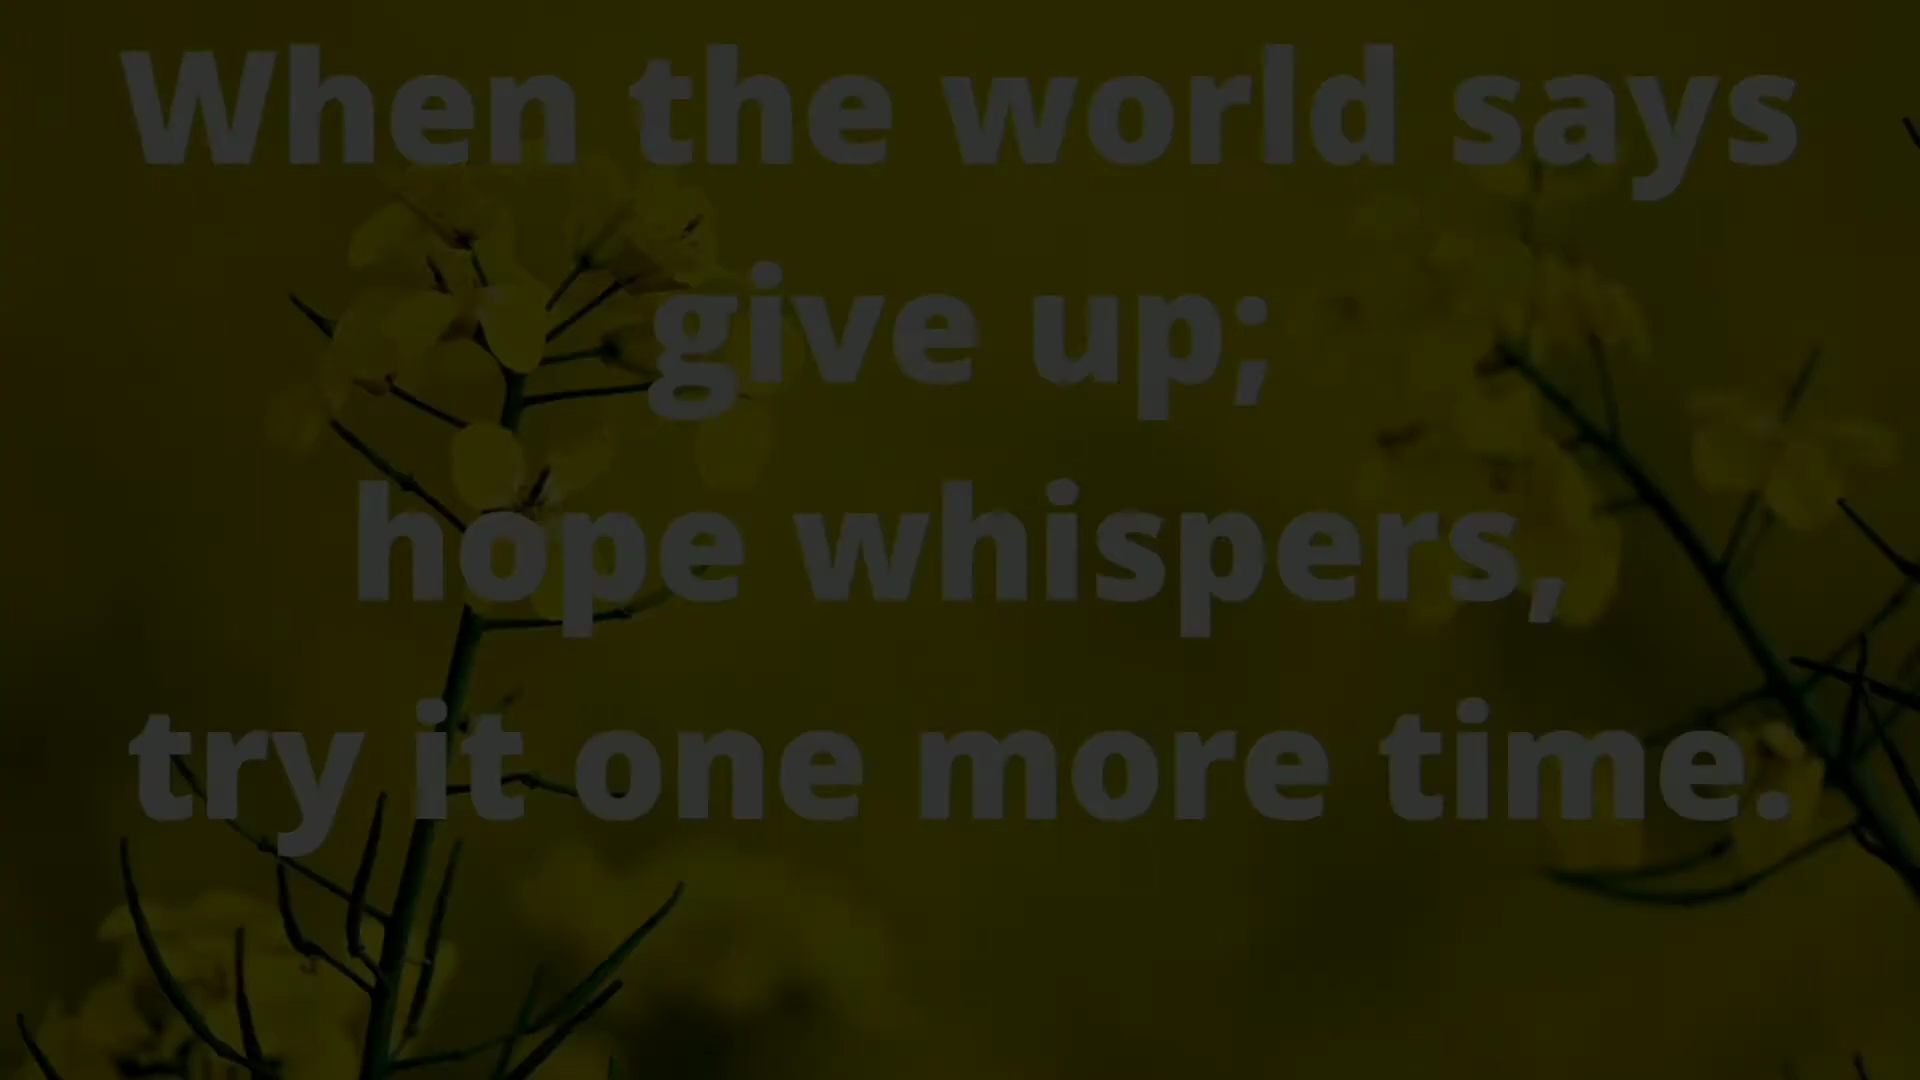 When the world says
give up;
hope whispers,
try it one more time.